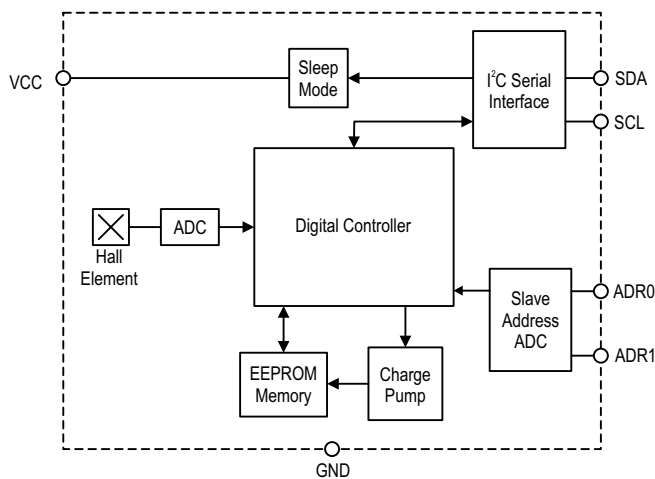 VCC
Sleep
Mode
I²C Serial
Interface
SDA
SCL
Digital Controller
ADC
Hall
Element
Slave
Address
ADC
ADR0
ADR1
EEPROM
Memory
Charge
Pump
GND